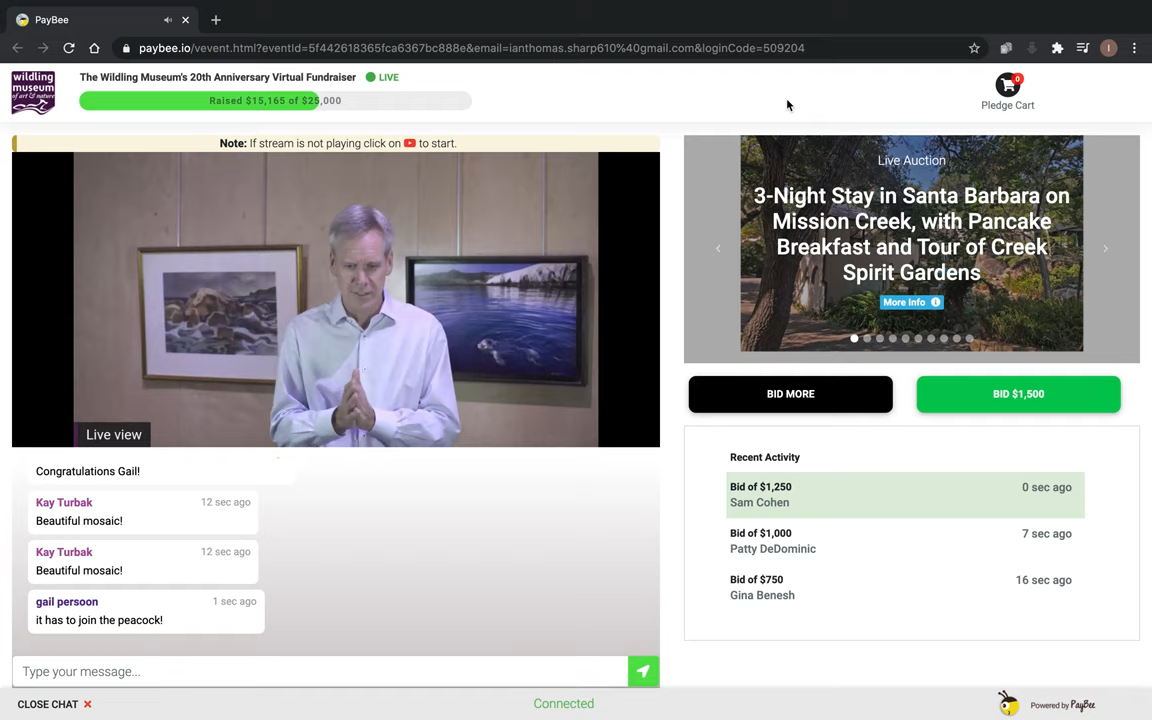 PayBee
paybee.io/vevent.html?eventId=5f442618365fca6367bc888e&email=ianthomas.sharp610%40gmail.com&loginCode=509204
I
wildling
museum
of art & nature
The Wildling Museum's 20th Anniversary Virtual Fundraiser
LIVE
Raised $15,165 of $25,000
0
Pledge Cart
Note: If stream is not playing click on to start.
Live view
Live Auction
3-Night Stay in Santa Barbara on
Mission Creek, with Pancake
Breakfast and Tour of Creek
Spirit Gardens
More Info
BID MORE
BID $1,500
Recent Activity
Bid of $1,250
0 sec ago
Sam Cohen
Bid of $1,000
7 sec ago
Patty DeDominic
Bid of $750
16 sec ago
Gina Benesh
Congratulations Gail!
Kay Turbak
12 sec ago
Beautiful mosaic!
Kay Turbak
12 sec ago
Beautiful mosaic!
gail persoon
1 sec ago
it has to join the peacock!
Type your message...
CLOSE CHAT
Connected
Powered by PayBee